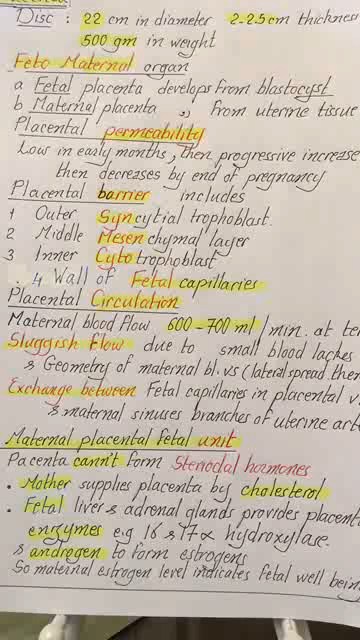 Disc : 22 cm in diameter 2-2.5 cm thickness
500 gm in weight
Feto Maternal organ
a Fetal placenta develops from blastocyst
b Maternal placenta ,, from uterine tissue
Placental permeability
Low in early months, then progressive increase
then decreases by end of pregnancy
Placental barrier includes
1 Outer Syncytial trophoblast.
2 Middle Mesenchymal layer
3 Inner Cytotrophoblast
4 Wall of Fetal capillaries
Placental Circulation
Maternal blood flow 600-700 ml/min. at te
Sluggish flow due to small blood lackes
& Geometry of maternal bl.vs (lateral spread then
Exchange between Fetal capillaries in placental v
& maternal sinuses branches of uterine art
Maternal placental fetal unit
Pacenta can't form Steriodal hormones
. Mother supplies placenta by cholesterol
. Fetal liver & adrenal glands provides placent
enzymes e.g 16 & 17α hydroxylase.
& androgen to form estrogens
So maternal estrogen level indicates fetal well being